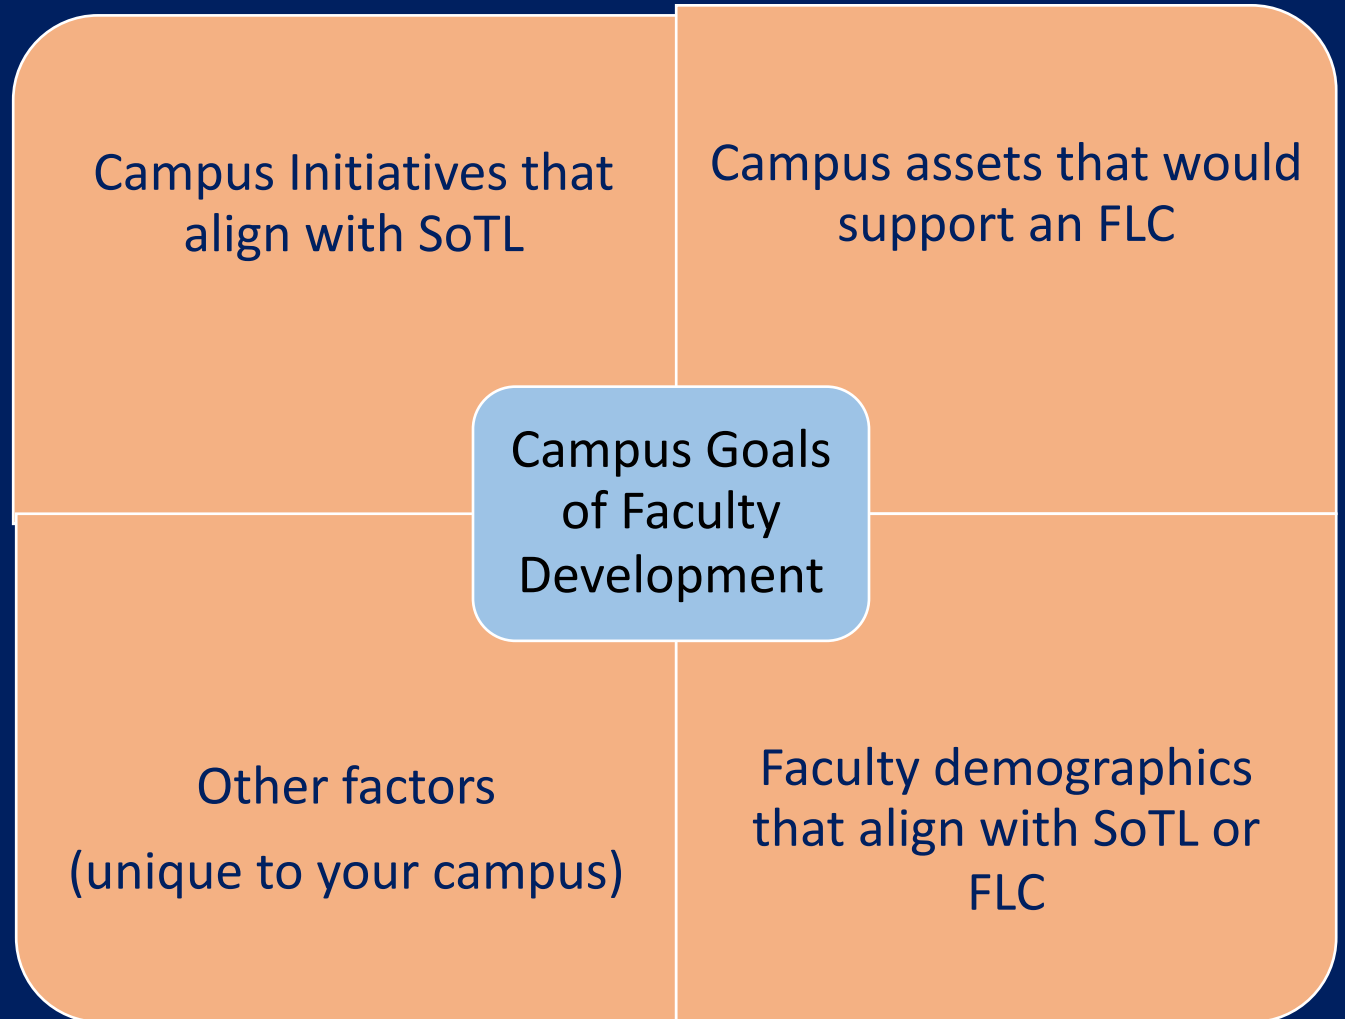 Campus Initiatives that
align with SoTL
Campus assets that would
support an FLC
Campus Goals
of Faculty
Development
Other factors
(unique to your campus)
Faculty demographics
that align with SoTL or
FLC